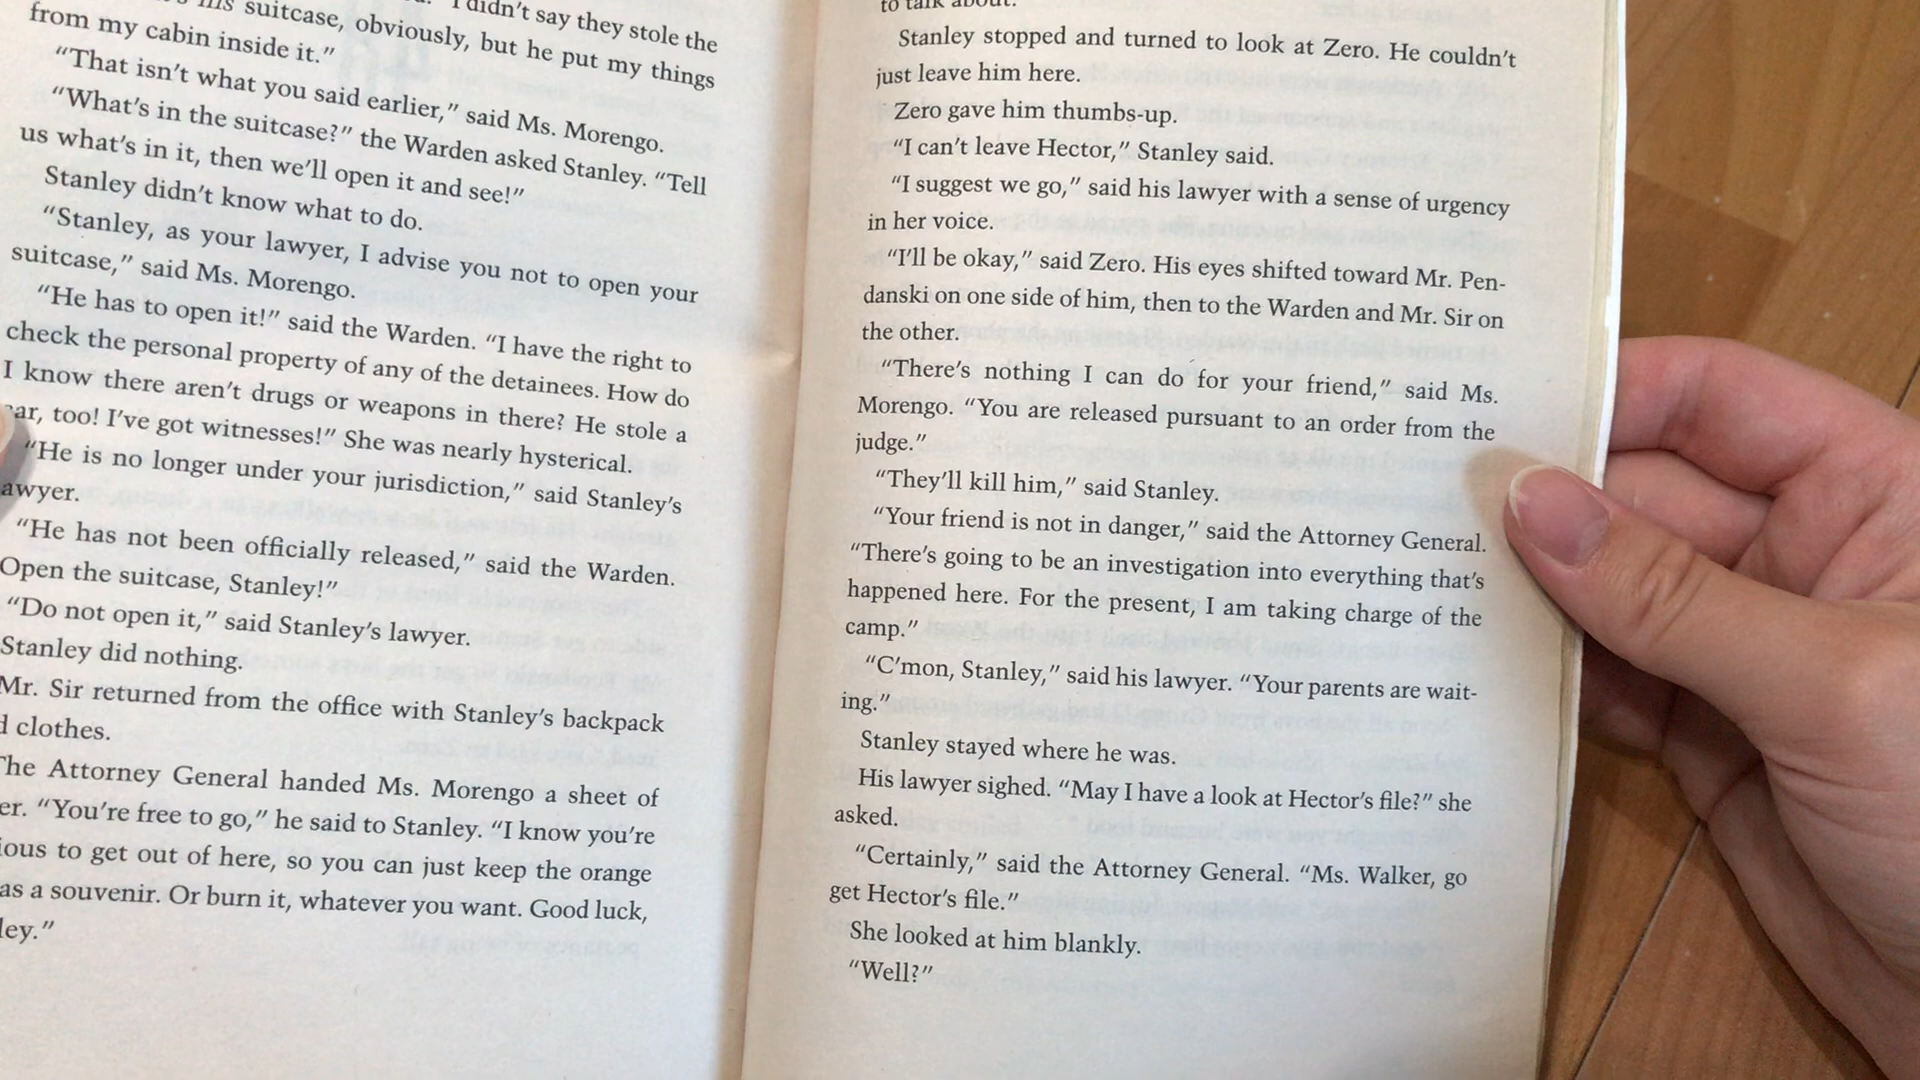 suitcase, obviously, but he put my things
didn't say they stole the
from my cabin inside it."
"That isn't what you said earlier," said Ms. Morengo.
"What's in the suitcase?" the Warden asked Stanley. "Tell
us what's in it, then we'll open it and see!"
Stanley didn't know what to do.
"Stanley, as your lawyer, I advise you not to open your
suitcase," said Ms. Morengo.
"He has to open it!" said the Warden. "I have the right to
check the personal property of any of the detainees. How do
I know there aren't drugs or weapons in there? He stole a
ar, too! I've got witnesses!" She was nearly hysterical.
"He is no longer under your jurisdiction," said Stanley's
awyer.
"He has not been officially released," said the Warden.
Open the suitcase, Stanley!"
"Do not open it," said Stanley's lawyer.
Stanley did nothing.
Mr. Sir returned from the office with Stanley's backpack
d clothes.
The Attorney General handed Ms. Morengo a sheet of
er. "You're free to go," he said to Stanley. "I know you're
ious to get out of here, so you can just keep the orange
as a souvenir. Or burn it, whatever you want. Good luck,
ley."
to talk about.
Stanley stopped and turned to look at Zero. He couldn't
just leave him here.
Zero gave him thumbs-up.
"I can't leave Hector," Stanley said.
"I suggest we go," said his lawyer with a sense of urgency
in her voice.
"I'll be okay," said Zero. His eyes shifted toward Mr. Pen-
danski on one side of him, then to the Warden and Mr. Sir on
the other.
"There's nothing I can do for your friend," said Ms.
Morengo. "You are released pursuant to an order from the
judge."
"They'll kill him," said Stanley.
"Your friend is not in danger," said the Attorney General.
"There's going to be an investigation into everything that's
happened here. For the present, I am taking charge of the
camp."
"C'mon, Stanley," said his lawyer. "Your parents are wait-
ing."
Stanley stayed where he was.
His lawyer sighed. "May I have a look at Hector's file?" she
asked.
"Certainly," said the Attorney General. "Ms. Walker, go
get Hector's file."
She looked at him blankly.
"Well?"